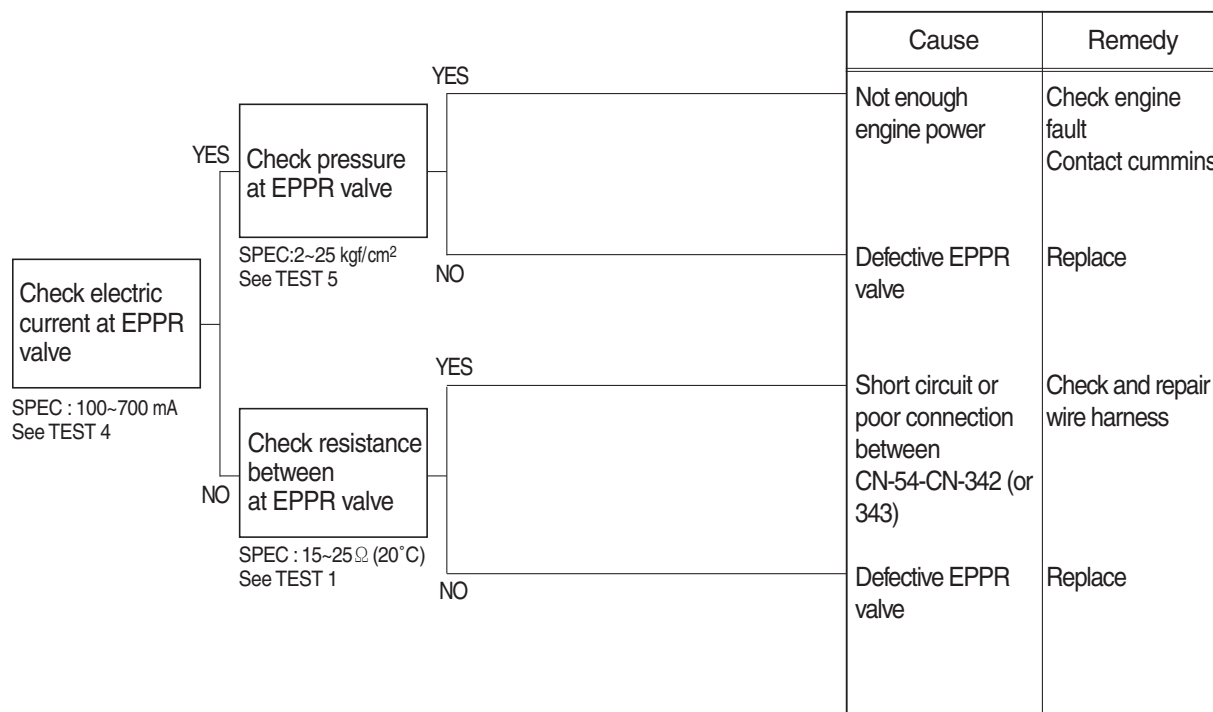 Cause
Remedy
YES
Not enough
engine power
Check engine
fault
Contact cummins
YES
Check pressure
at EPPR valve
SPEC:2~25 kgf/cm²
See TEST 5
NO
Defective EPPR
valve
Replace
Check electric
current at EPPR
valve
SPEC : 100~700 mA
See TEST 4
YES
Short circuit or
poor connection
between
CN-54-CN-342 (or
343)
Check and repair
wire harness
NO
Check resistance
between
at EPPR valve
SPEC : 15~25Ω (20˚C)
See TEST 1
NO
Defective EPPR
valve
Replace